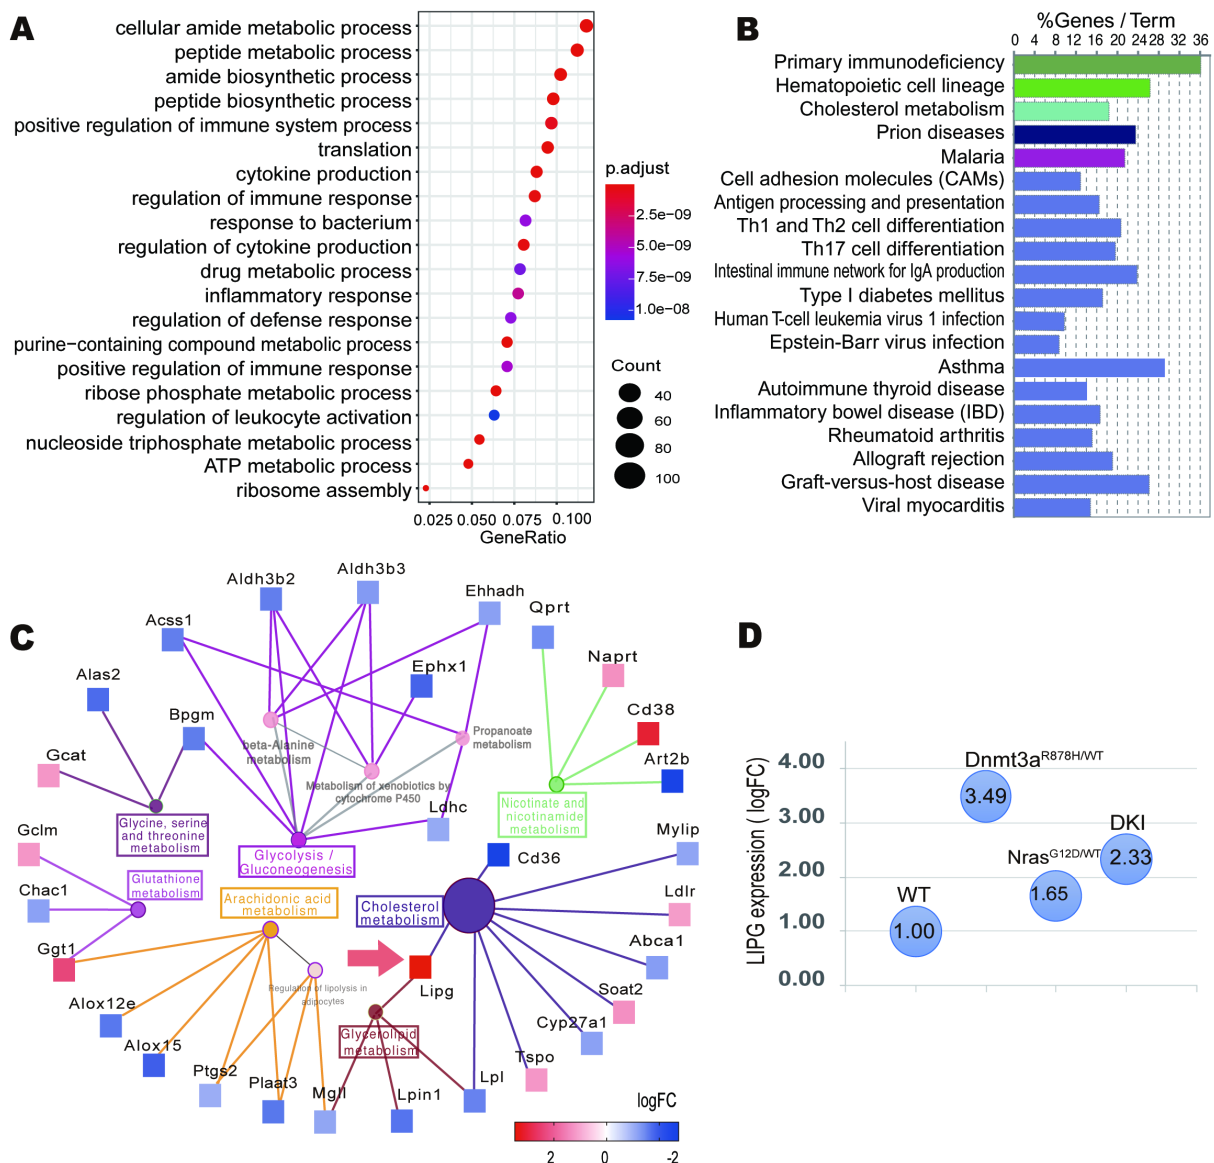 A
cellular amide metabolic process
peptide metabolic process
amide biosynthetic process
peptide biosynthetic process
positive regulation of immune system process
translation
cytokine production
regulation of immune response
response to bacterium
regulation of cytokine production
drug metabolic process
inflammatory response
regulation of defense response
purine−containing compound metabolic process
positive regulation of immune response
ribose phosphate metabolic process
regulation of leukocyte activation
nucleoside triphosphate metabolic process
ATP metabolic process
ribosome assembly
0.025 0.050 0.075 0.100
GeneRatio
p.adjust
2.5e−09
5.0e−09
7.5e−09
1.0e−08
Count
40
60
80
100
B
%Genes / Term
0 4 8 12 16 20 24 28 32 36
Primary immunodeficiency
Hematopoietic cell lineage
Cholesterol metabolism
Prion diseases
Malaria
Cell adhesion molecules (CAMs)
Antigen processing and presentation
Th1 and Th2 cell differentiation
Th17 cell differentiation
Intestinal immune network for IgA production
Type I diabetes mellitus
Human T-cell leukemia virus 1 infection
Epstein-Barr virus infection
Asthma
Autoimmune thyroid disease
Inflammatory bowel disease (IBD)
Rheumatoid arthritis
Allograft rejection
Graft-versus-host disease
Viral myocarditis
C
Aldh3b2
Aldh3b3
Ehhadh
Qprt
Acss1
Naprt
Ephx1
Alas2
Cd38
Bpgm
Propanoate
metabolism
beta-Alanine
metabolism
Gcat
Art2b
Metabolism of xenobiotics by
cytochrome P450
Nicotinate and
nicotinamide
metabolism
Ldhc
Glycine, serine
and threonine
metabolism
Gclm
Mylip
Glycolysis /
Gluconeogenesis
Cd36
Glutathione
metabolism
Chac1
Ldlr
Arachidonic acid
metabolism
Cholesterol
metabolism
Ggt1
Abca1
Lipg
Regulation of lipolysis in
adipocytes
Soat2
Alox12e
Cyp27a1
Glycerolipid
metabolism
Alox15
Tspo
Ptgs2
Plaat3
Mgll
Lpin1
Lpl
logFC
2 0 -2
D
LIPG expression ( logFC)
4.00
3.00
2.00
1.00
0.00
Dnmt3aR878H/WT
3.49
DKI
2.33
NrasG12D/WT
1.65
WT
1.00